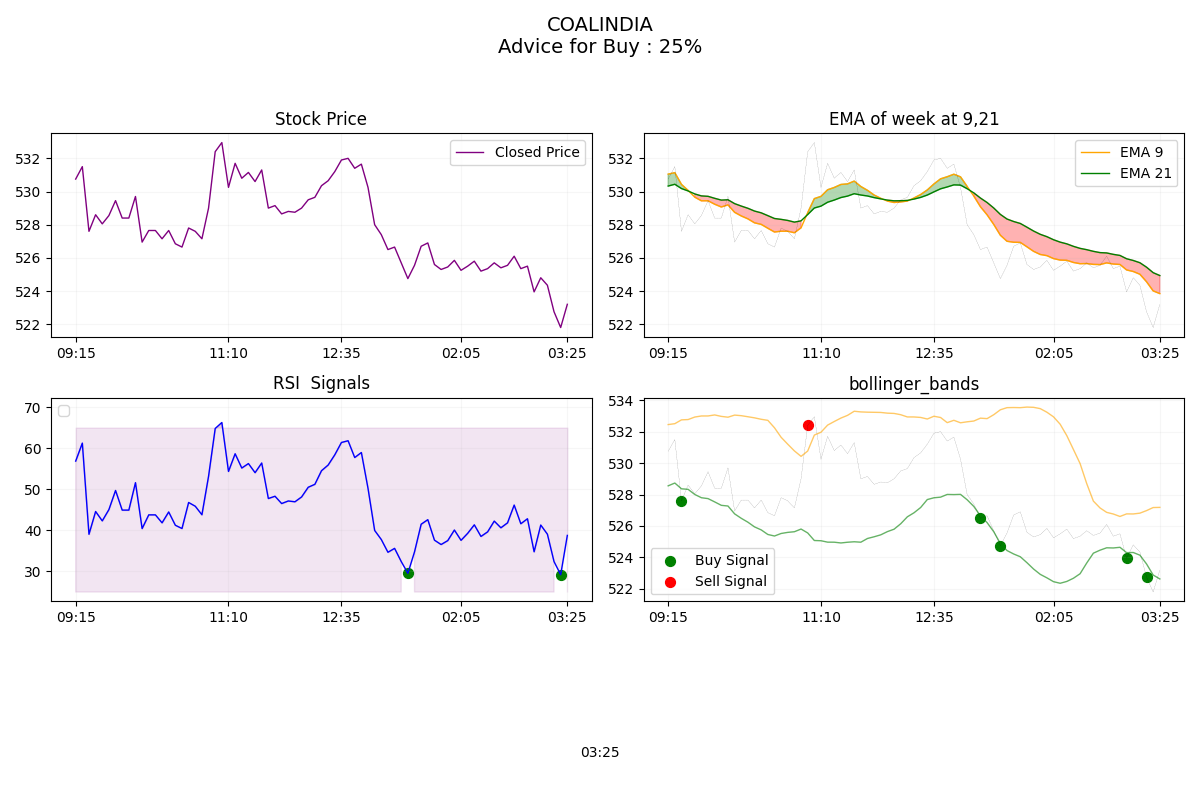 COALINDIA
Advice for Buy : 25%
Stock Price
532
530
528
526
524
522
Closed Price
09:15 11:10 12:35 02:05 03:25
EMA of week at 9,21
532
530
528
526
524
522
EMA 9
EMA 21
09:15 11:10 12:35 02:05 03:25
RSI  Signals
70
60
50
40
30
09:15 11:10 12:35 02:05 03:25
bollinger_bands
534
532
530
528
526
524
522
Buy Signal
Sell Signal
09:15 11:10 12:35 02:05 03:25
03:25